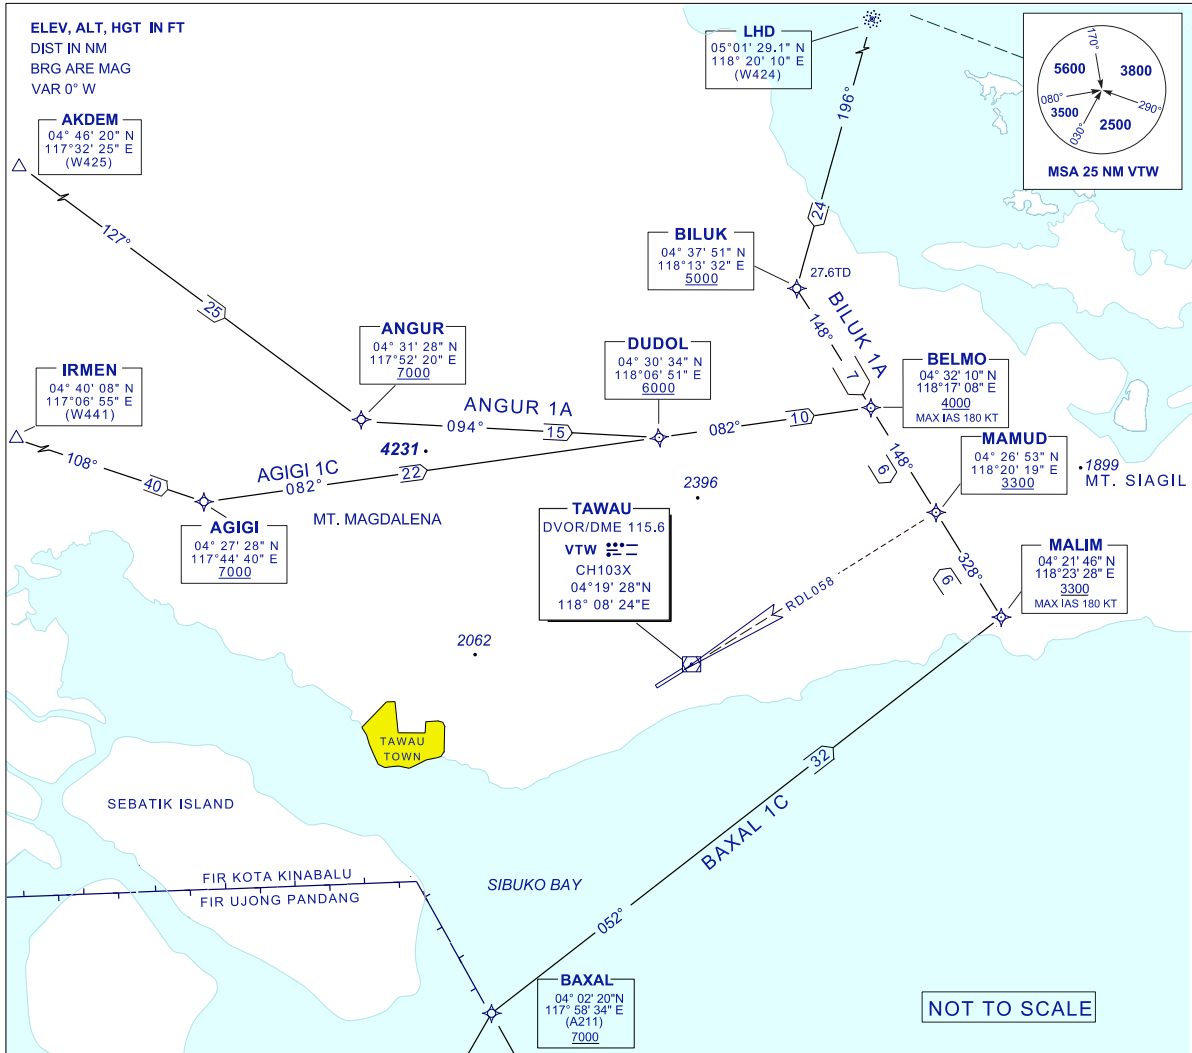 ELEV, ALT, HGT IN FT
DIST IN NM
BRG ARE MAG
VAR 0° W
AKDEM
04° 46' 20" N
117°32' 25" E
(W425)
LHD
05°01' 29.1" N
118° 20' 10" E
(W424)
170°
5600
3800
080°
290°
3500
2500
030°
MSA 25 NM VTW
196°
24
127°
25
BILUK
04° 37' 51" N
118°13' 32" E
5000
27.6TD
BILUK 1A
148°
7
ANGUR
04° 31' 28" N
117° 52' 20" E
7000
DUDOL
04° 30' 34" N
118°06' 51" E
6000
BELMO
04° 32' 10" N
118°17' 08" E
4000
MAX IAS 180 KT
IRMEN
04° 40' 08" N
117°06' 55" E
(W441)
ANGUR 1A
094°
15
082°
10
108°
40
4231
AGIGI 1C
082°
22
148°
6
MAMUD
04° 26' 53" N
118°20' 19" E
3300
1899
MT. SIAGIL
2396
MT. MAGDALENA
AGIGI
04° 27' 28" N
117°44' 40" E
7000
TAWAU
DVOR/DME 115.6
VTW
CH103X
04°19' 28"N
118° 08' 24"E
RDL058
328°
6
MALIM
04° 21' 46" N
118°23' 28" E
3300
MAX IAS 180 KT
2062
TAWAU
TOWN
32
BAXAL 1C
SEBATIK ISLAND
FIR KOTA KINABALU
FIR UJONG PANDANG
SIBUKO BAY
052°
BAXAL
04° 02' 20"N
117° 58' 34" E
(A211)
7000
NOT TO SCALE